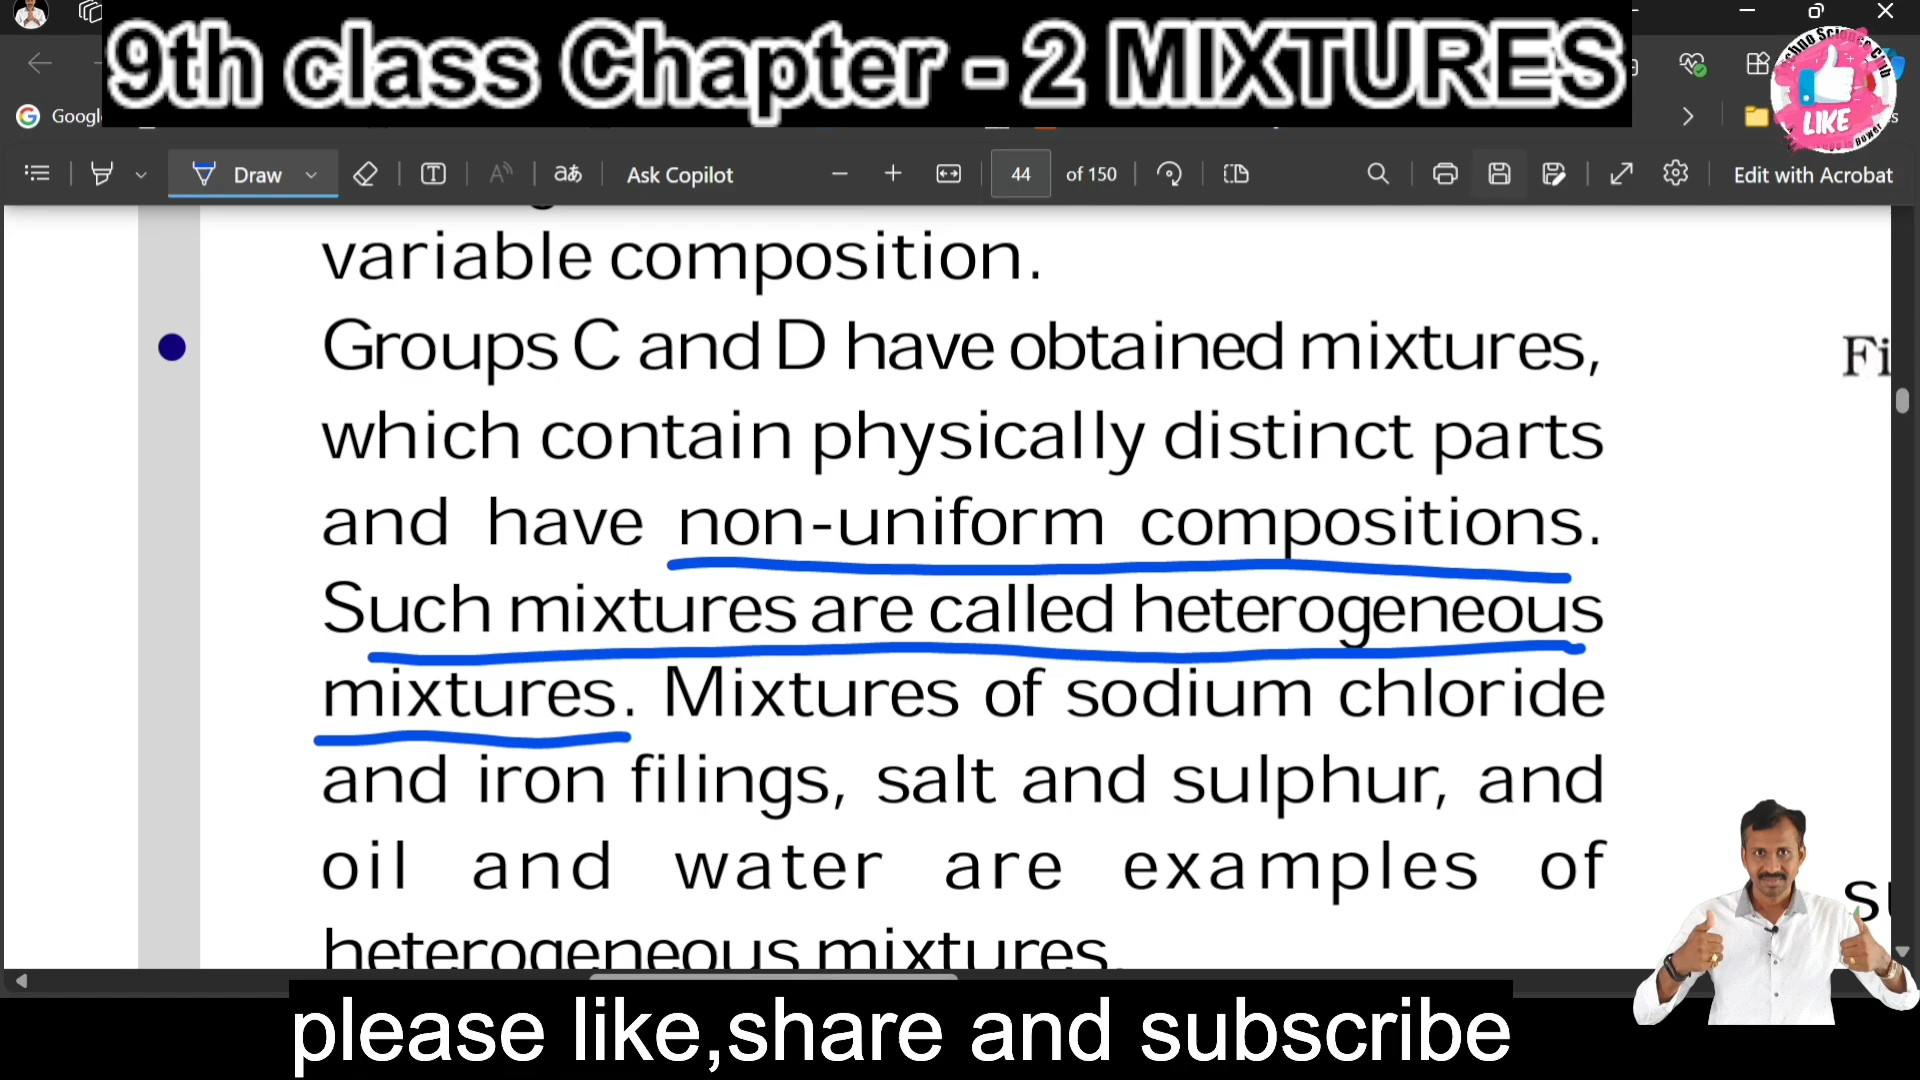 9th class Chapter - 2 MIXTURES
Draw
Ask Copilot
44 of 150
Edit with Acrobat
LIKE
variable composition.
Groups C and D have obtained mixtures,
which contain physically distinct parts
and have non-uniform compositions.
Such mixtures are called heterogeneous
mixtures. Mixtures of sodium chloride
and iron filings, salt and sulphur, and
oil and water are examples of
heterogeneous mixtures.
please like,share and subscribe